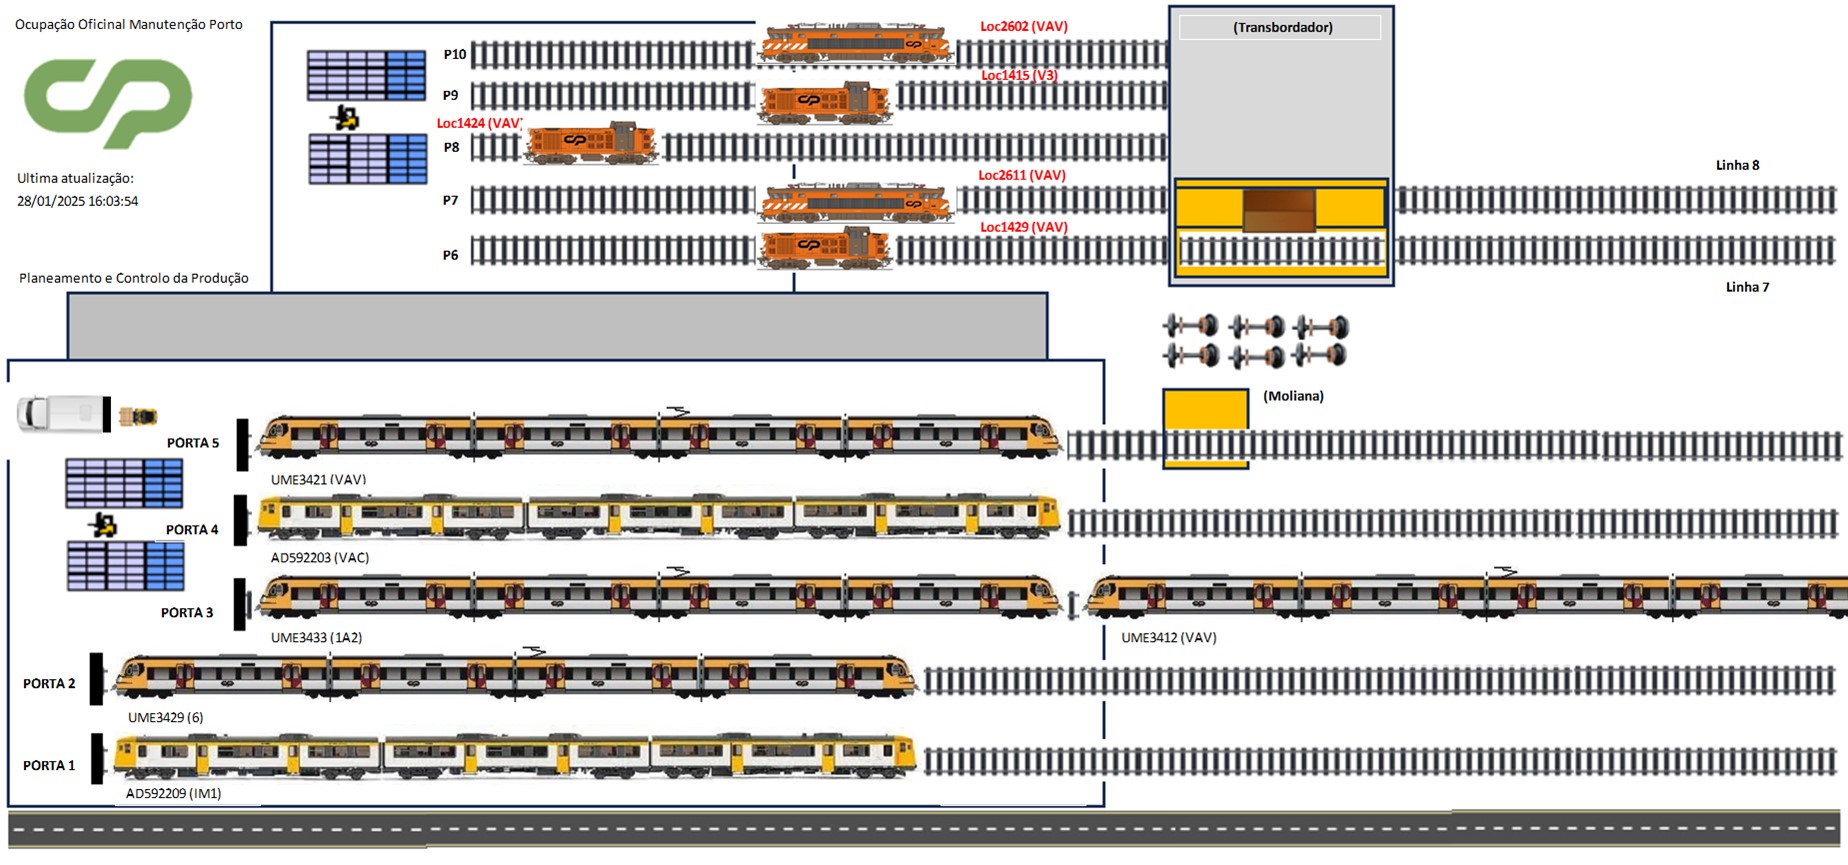 Ocupação Oficinal Manutenção Porto
Ultima atualização:
28/01/2025 16:03:54
Planeamento e Controlo da Produção
Loc2602 (VAV)
P10
Loc1415 (V3)
P9
Loc1424 (VAV)
P8
Loc2611 (VAV)
P7
Loc1429 (VAV)
P6
(Transbordador)
Linha 8
Linha 7
(Moliana)
PORTA 5
UME3421 (VAV)
PORTA 4
AD592203 (VAC)
PORTA 3
UME3433 (1A2)
UME3412 (VAV)
PORTA 2
UME3429 (6)
PORTA 1
AD592209 (IM1)